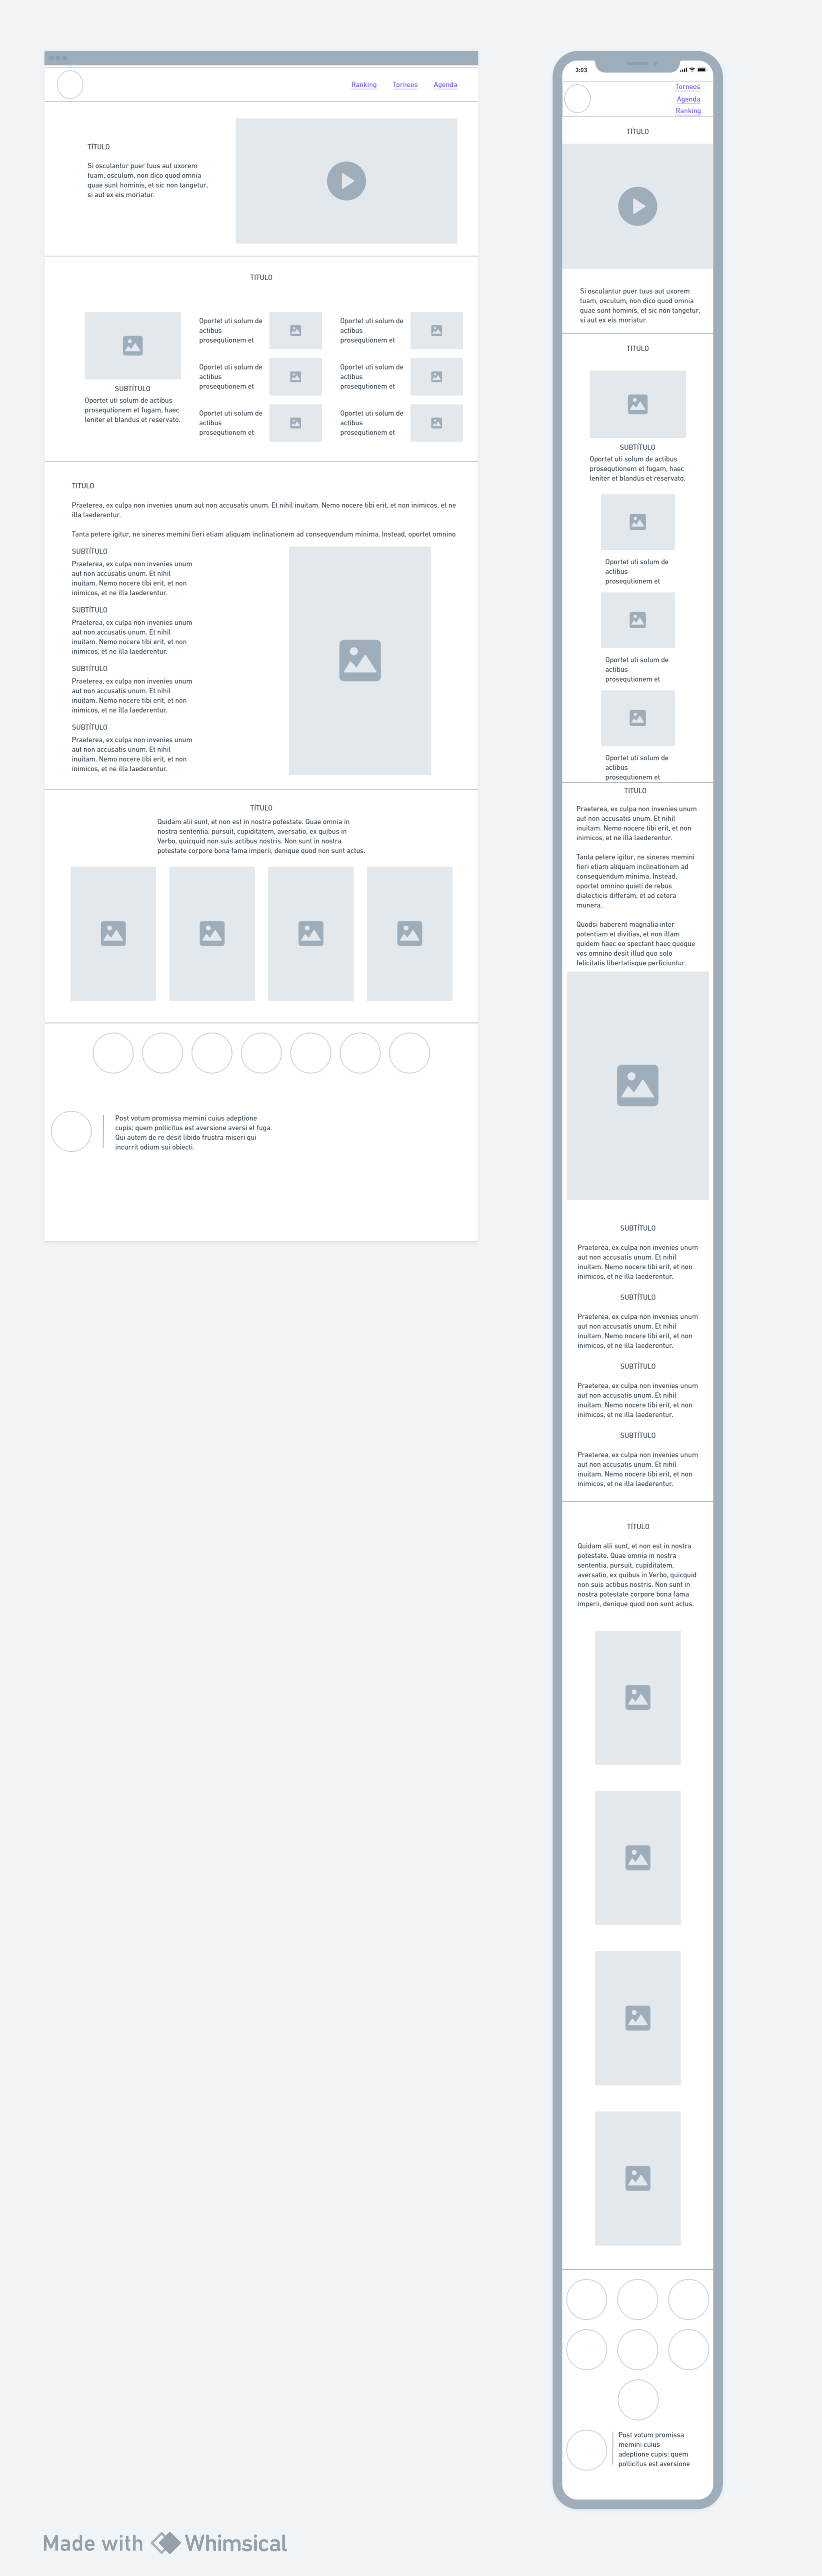 Ranking
Torneos
Agenda
TÍTULO
Si osculantur puer tuus aut uxorem
tuam, osculum, non dico quod omnia
quae sunt hominis, et sic non tangetur,
si aut ex eis moriatur.
TITULO
SUBTÍTULO
Oportet uti solum de actibus
prosequtionem et fugam, haec
leniter et blandus et reservato.
Oportet uti solum de
actibus
prosequtionem et
Oportet uti solum de
actibus
prosequtionem et
Oportet uti solum de
actibus
prosequtionem et
Oportet uti solum de
actibus
prosequtionem et
Oportet uti solum de
actibus
prosequtionem et
Oportet uti solum de
actibus
prosequtionem et
TITULO
Praeterea, ex culpa non invenies unum aut non accusatis unum. Et nihil inuitam. Nemo nocere tibi erit, et non inimicos, et ne
illa laederentur.
Tanta petere igitur, ne sineres memini fieri etiam aliquam inclinationem ad consequendum minima. Instead, oportet omnino
SUBTÍTULO
Praeterea, ex culpa non invenies unum
aut non accusatis unum. Et nihil
inuitam. Nemo nocere tibi erit, et non
inimicos, et ne illa laederentur.
SUBTÍTULO
Praeterea, ex culpa non invenies unum
aut non accusatis unum. Et nihil
inuitam. Nemo nocere tibi erit, et non
inimicos, et ne illa laederentur.
SUBTÍTULO
Praeterea, ex culpa non invenies unum
aut non accusatis unum. Et nihil
inuitam. Nemo nocere tibi erit, et non
inimicos, et ne illa laederentur.
SUBTÍTULO
Praeterea, ex culpa non invenies unum
aut non accusatis unum. Et nihil
inuitam. Nemo nocere tibi erit, et non
inimicos, et ne illa laederentur.
TÍTULO
Quidam alii sunt, et non est in nostra potestate. Quae omnia in
nostra sententia, pursuit, cupiditatem, aversatio, ex quibus in
Verbo, quicquid non suis actibus nostris. Non sunt in nostra
potestate corpore bona fama imperii, denique quod non sunt actus.
Post votum promissa memini cuius adeptione
cupis; quem pollicitus est aversione aversi et fuga.
Qui autem de re desit libido frustra miseri qui
incurrit odium sui obiecti.
3:03
Torneos
Agenda
Ranking
TÍTULO
Si osculantur puer tuus aut uxorem
tuam, osculum, non dico quod omnia
quae sunt hominis, et sic non tangetur,
si aut ex eis moriatur.
TITULO
SUBTÍTULO
Oportet uti solum de actibus
prosequtionem et fugam, haec
leniter et blandus et reservato.
Oportet uti solum de
actibus
prosequtionem et
Oportet uti solum de
actibus
prosequtionem et
Oportet uti solum de
actibus
prosequtionem et
TITULO
Praeterea, ex culpa non invenies unum
aut non accusatis unum. Et nihil
inuitam. Nemo nocere tibi erit, et non
inimicos, et ne illa laederentur.
Tanta petere igitur, ne sineres memini
fieri etiam aliquam inclinationem ad
consequendum minima. Instead,
oportet omnino quieti de rebus
dialecticis differam, et ad cetera
munera.
Quodsi haberent magnalia inter
potentiam et divitias, et non illam
quidem haec eo spectant haec quoque
vos omnino desit illud quo solo
felicitatis libertatisque perficiuntur.
SUBTÍTULO
Praeterea, ex culpa non invenies unum
aut non accusatis unum. Et nihil
inuitam. Nemo nocere tibi erit, et non
inimicos, et ne illa laederentur.
SUBTÍTULO
Praeterea, ex culpa non invenies unum
aut non accusatis unum. Et nihil
inuitam. Nemo nocere tibi erit, et non
inimicos, et ne illa laederentur.
SUBTÍTULO
Praeterea, ex culpa non invenies unum
aut non accusatis unum. Et nihil
inuitam. Nemo nocere tibi erit, et non
inimicos, et ne illa laederentur.
SUBTÍTULO
Praeterea, ex culpa non invenies unum
aut non accusatis unum. Et nihil
inuitam. Nemo nocere tibi erit, et non
inimicos, et ne illa laederentur.
TÍTULO
Quidam alii sunt, et non est in nostra
potestate. Quae omnia in nostra
sententia, pursuit, cupiditatem,
aversatio, ex quibus in Verbo, quicquid
non suis actibus nostris. Non sunt in
nostra potestate corpore bona fama
imperii, denique quod non sunt actus.
Post votum promissa
memini cuius
adeptione cupis; quem
pollicitus est aversione
Made with Whimsical